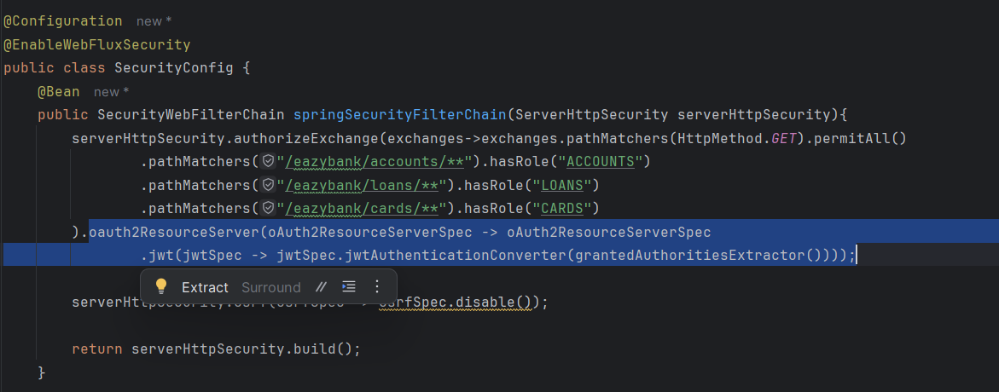 @Configuration new *
@EnableWebFluxSecurity
public class SecurityConfig {
@Bean new *
public SecurityWebFilterChain springSecurityFilterChain(ServerHttpSecurity serverHttpSecurity){
serverHttpSecurity.authorizeExchange(exchanges->exchanges.pathMatchers(HttpMethod.GET).permitAll()
.pathMatchers("/eazybank/accounts/**").hasRole("ACCOUNTS")
.pathMatchers("/eazybank/loans/**").hasRole("LOANS")
.pathMatchers("/eazybank/cards/**").hasRole("CARDS")
).oauth2ResourceServer(oAuth2ResourceServerSpec -> oAuth2ResourceServerSpec
.jwt(jwtSpec -> jwtSpec.jwtAuthenticationConverter(grantedAuthoritiesExtractor())));
Extract Surround //
csrfSpec.disable());
return serverHttpSecurity.build();
}